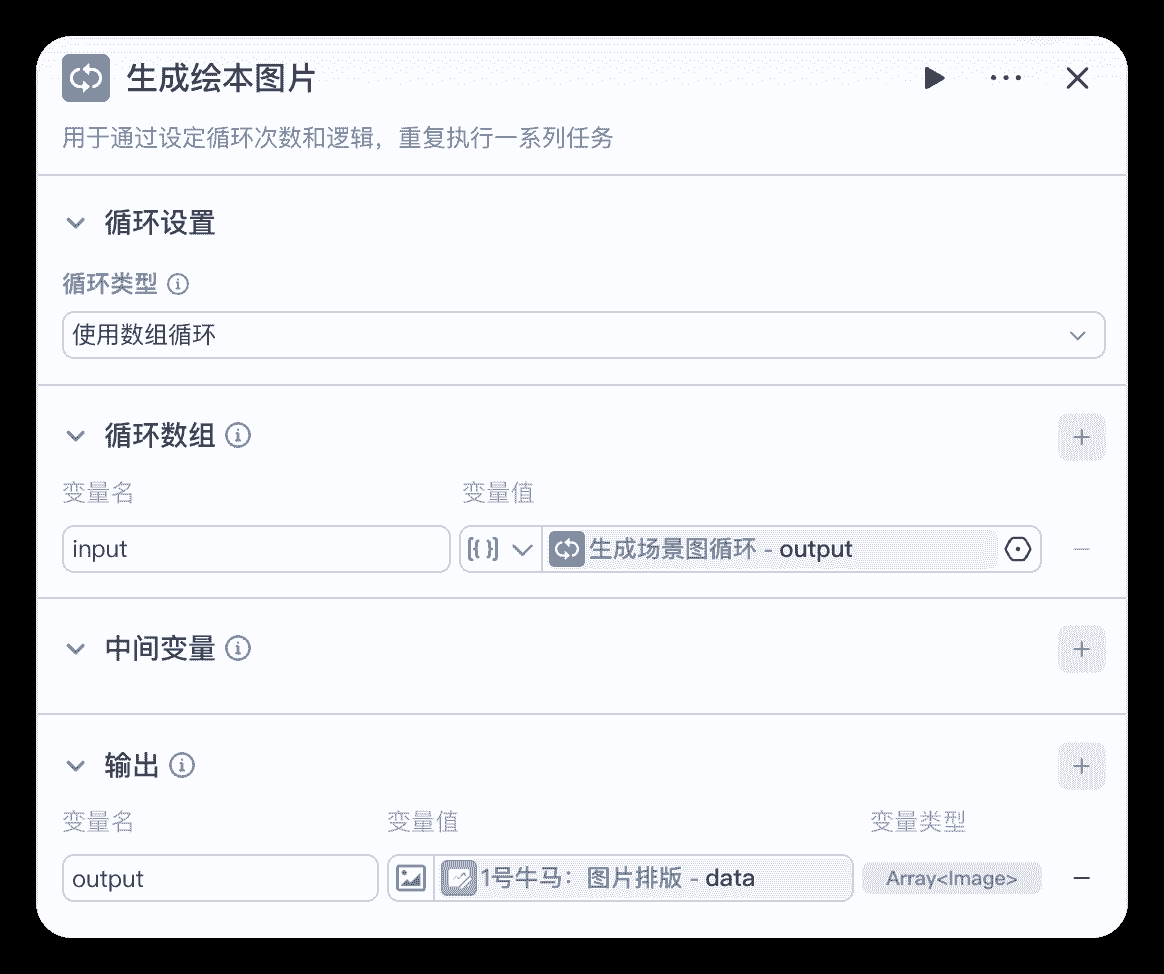 生成绘本图片
用于通过设定循环次数和逻辑，重复执行一系列任务
循环设置
循环类型
使用数组循环
循环数组
变量名 变量值
input [{ }] 生成场景图循环 - output
中间变量
输出
变量名 变量值 变量类型
output 1号牛马：图片排版 - data Array<Image>